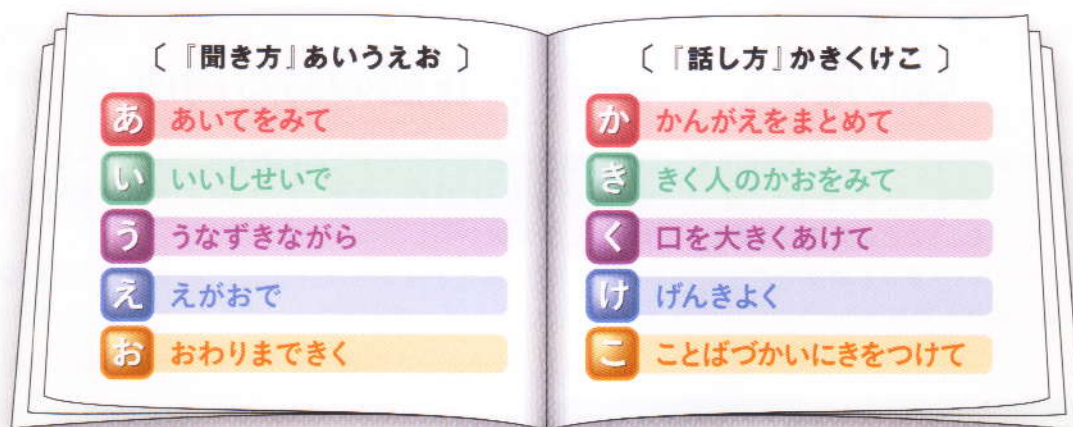 〔『聞き方』あいうえお 〕
あ あいてをみて
い いいしせいで
う うなずきながら
え えがおで
お おわりまできく
〔『話し方』かきくけこ 〕
か かんがえをまとめて
き きく人のかおをみて
く 口を大きくあけて
け げんきよく
こ ことばづかいにきをつけて